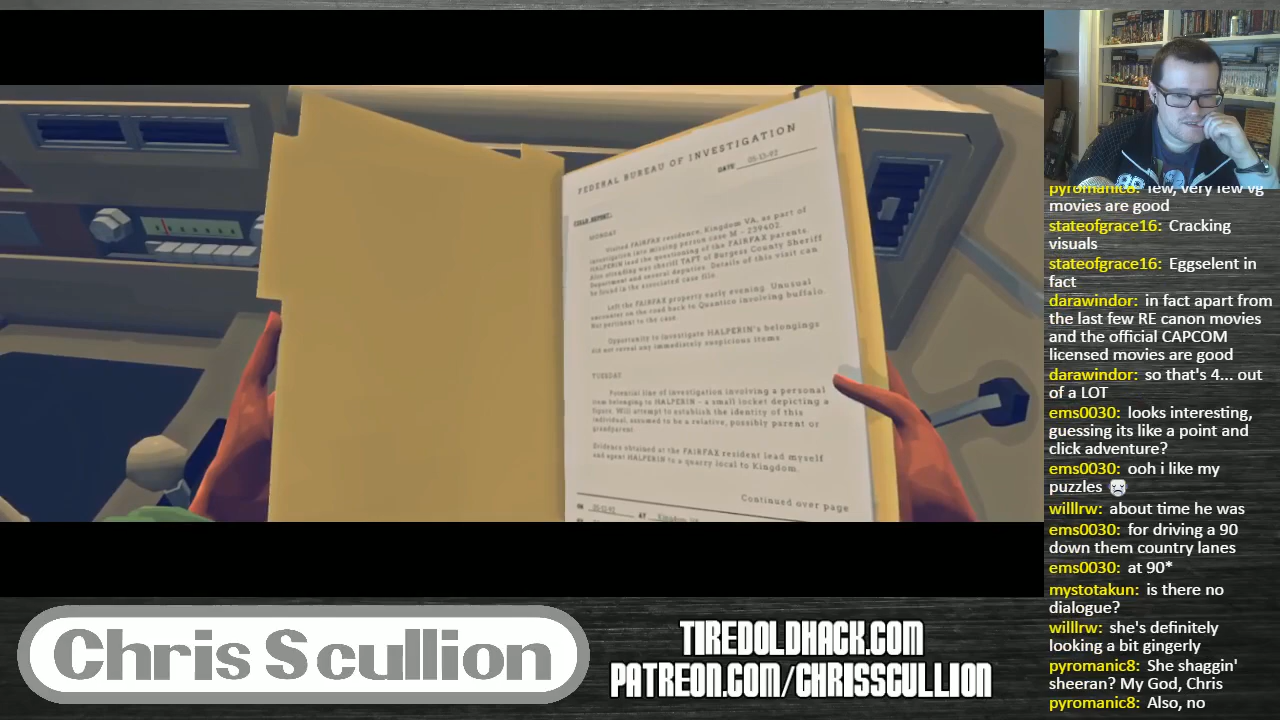 FEDERAL BUREAU OF INVESTIGATION
DATE:
MONDAY
Visited FAIRFAX residence, Kingdom VA, as part of
investigation into missing person case M - 239402.
HALPERIN lead the questioning of the FAIRFAX parents.
Also attending was sheriff TAFT of Burgess County Sheriff
Department and several deputies. Details of this visit can
be found in the associated case file.
Left the FAIRFAX property early evening. Unusual
encounter on the road back to Quantico involving buffalo.
Not pertinent to the case.
Opportunity to investigate HALPERIN's belongings
did not reveal any immediately suspicious items
TUESDAY
Potential line of investigation involving a personal
item belonging to HALPERIN - a small locket depicting a
figure. Will attempt to establish the identity of this
individual, assumed to be a relative, possibly parent or
grandparent.
Evidence obtained at the FAIRFAX resident lead myself
and agent HALPERIN to a quarry local to Kingdom.
Continued over page
Chris Scullion
TIREDOLDHACK.COM
PATREON.COM/CHRISSCULLION
pyromanic8: few, very few vg
movies are good
stateofgrace16: Cracking
visuals
stateofgrace16: Eggselent in
fact
darawindor: in fact apart from
the last few RE canon movies
and the official CAPCOM
licensed movies are good
darawindor: so that's 4... out
of a LOT
ems0030: looks interesting,
guessing its like a point and
click adventure?
ems0030: ooh i like my
puzzles
willlrw: about time he was
ems0030: for driving a 90
down them country lanes
ems0030: at 90*
mystotakun: is there no
dialogue?
willlrw: she's definitely
looking a bit gingerly
pyromanic8: She shaggin'
sheeran? My God, Chris
pyromanic8: Also, no